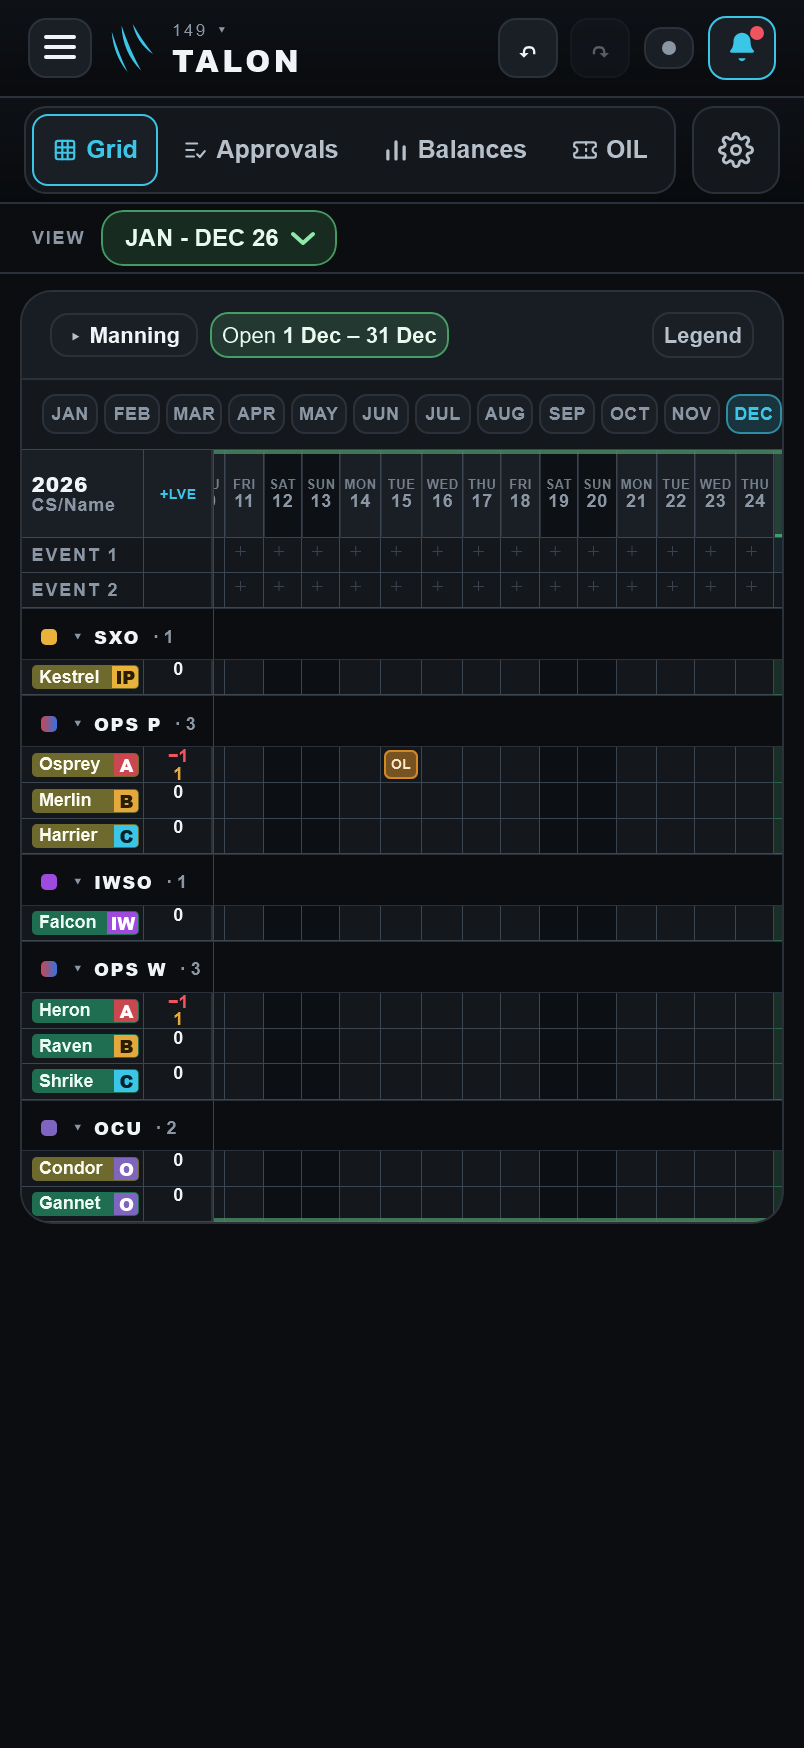 149 ▾
TALON
Grid
Approvals
Balances
OIL
VIEW
JAN - DEC 26
▸ Manning
Open 1 Dec – 31 Dec
Legend
JAN FEB MAR APR MAY JUN JUL AUG SEP OCT NOV DEC
2026
CS/Name
+LVE
FRI SAT SUN MON TUE WED THU FRI SAT SUN MON TUE WED THU
11 12 13 14 15 16 17 18 19 20 21 22 23 24
EVENT 1 + + + + + + + + + + + + + +
EVENT 2 + + + + + + + + + + + + + +
▾ SXO · 1
Kestrel IP 0
▾ OPS P · 3
Osprey A −1 1 OL
Merlin B 0
Harrier C 0
▾ IWSO · 1
Falcon IW 0
▾ OPS W · 3
Heron A −1 1
Raven B 0
Shrike C 0
▾ OCU · 2
Condor O 0
Gannet O 0